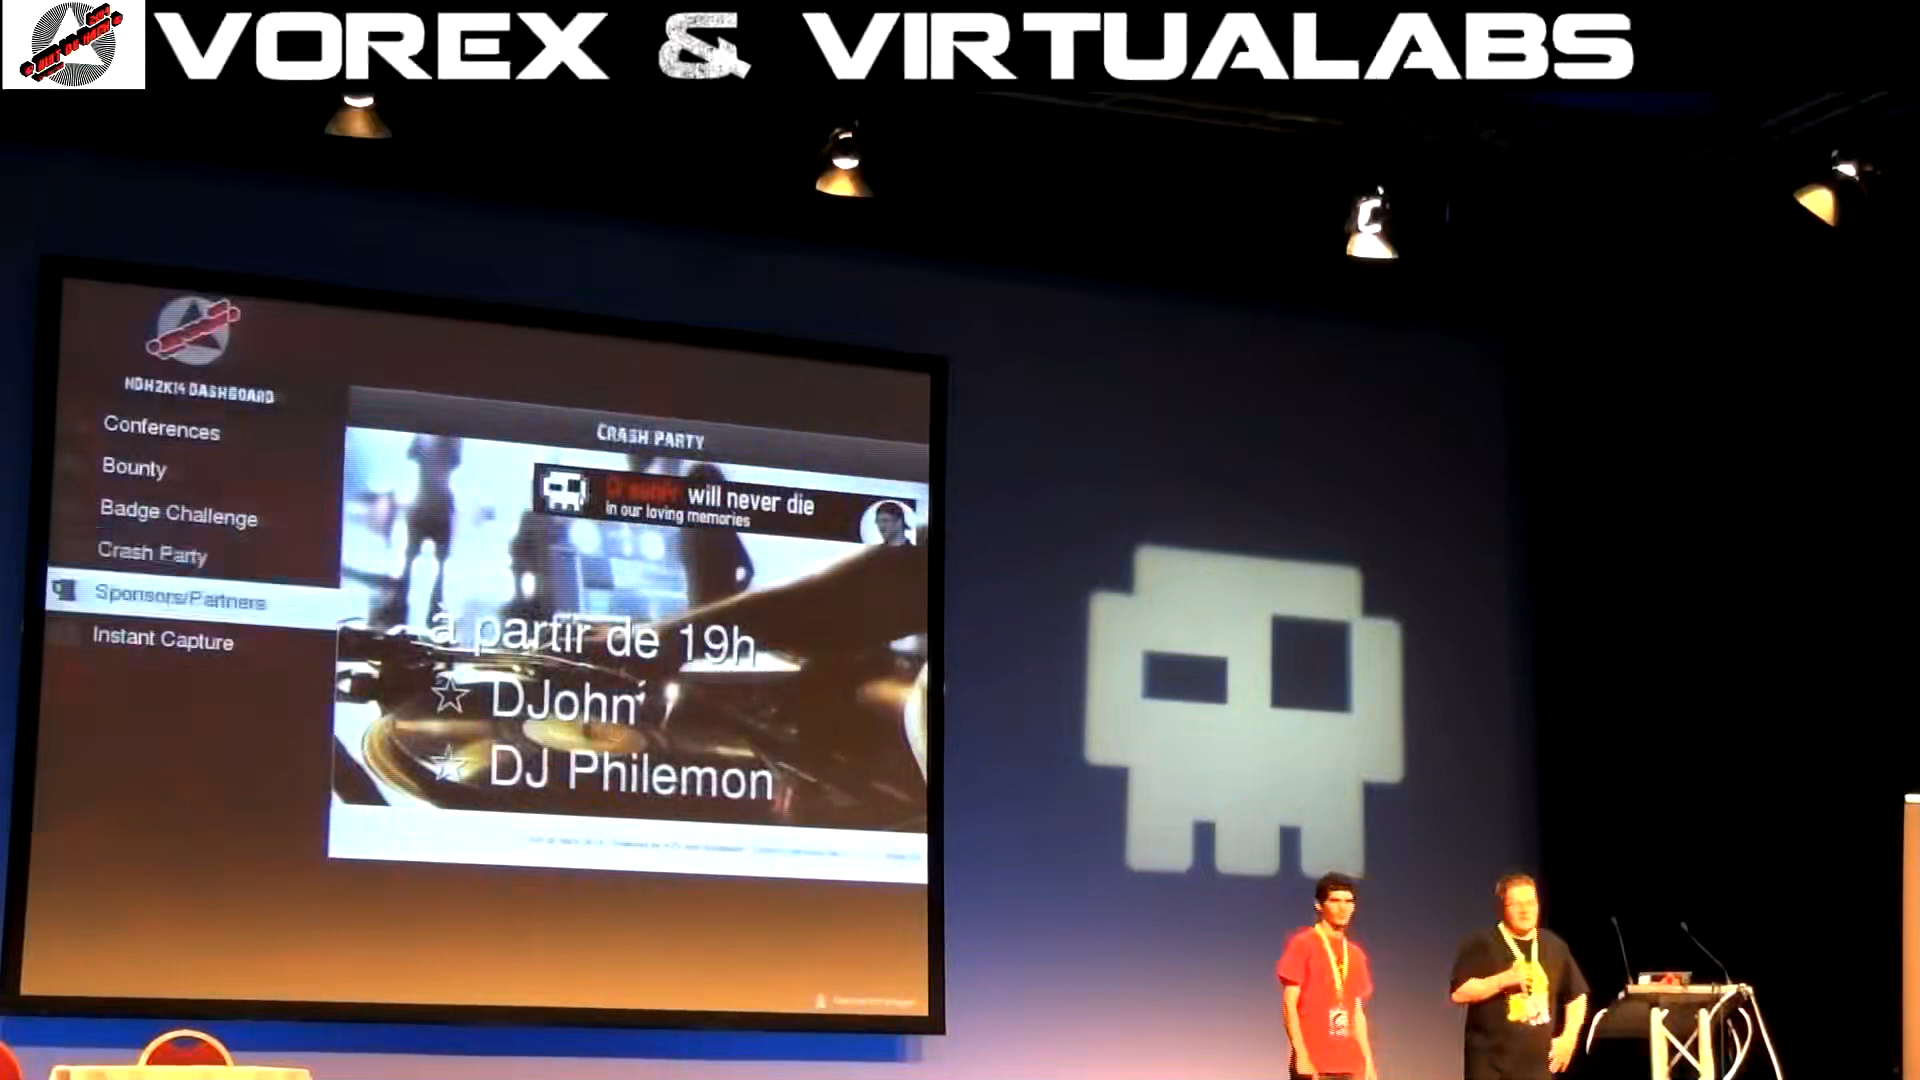 VOREX & VIRTUALABS
NDH2K14 DASHBOARD
Conferences
Bounty
Badge Challenge
Crash Party
Sponsors/Partners
Instant Capture
CRASH PARTY
will never die
In our loving memories
à partir de 19h
☆ DJohn
☆ DJ Philemon